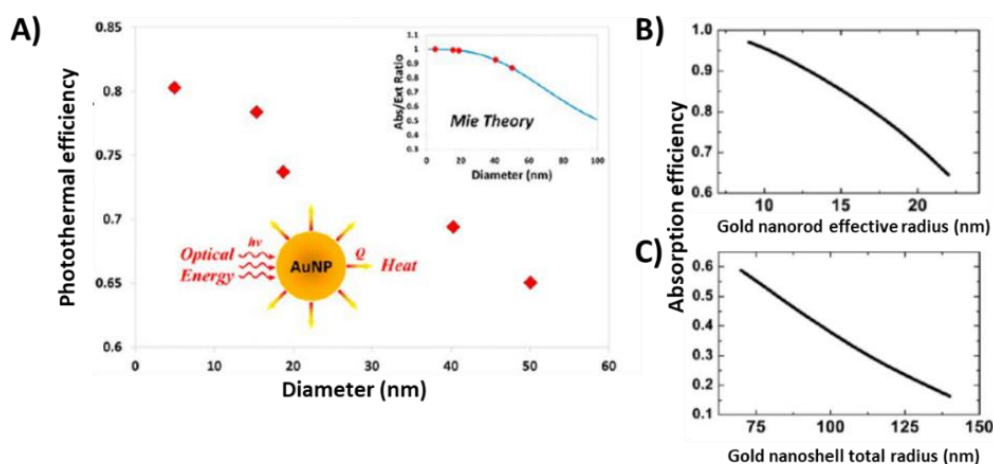 A)
Photothermal efficiency
0.85
0.8
0.75
0.7
0.65
0.6
0
10
20
30
40
50
60
Diameter (nm)
Optical
Energy
hν
AuNP
Q
Heat
Abs/Ext Ratio
1.1
1
0.9
0.8
0.7
0.6
0.5
0.4
0.3
0
20
40
60
80
100
Diameter (nm)
Mie Theory
B)
Absorption efficiency
1.0
0.9
0.8
0.7
0.6
10
15
20
Gold nanorod effective radius (nm)
C)
0.6
0.5
0.4
0.3
0.2
0.1
75
100
125
150
Gold nanoshell total radius (nm)